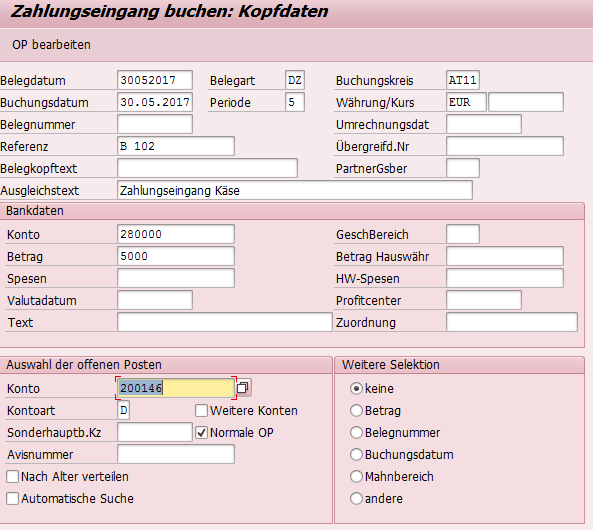 Zahlungseingang buchen: Kopfdaten
OP bearbeiten
Belegdatum 30052017 Belegart DZ Buchungskreis AT11
Buchungsdatum 30.05.2017 Periode 5 Währung/Kurs EUR
Belegnummer Umrechnungsdat
Referenz B 102 Übergreifd.Nr
Belegkopftext PartnerGsber
Ausgleichstext Zahlungseingang Käse
Bankdaten
Konto 280000 GeschBereich
Betrag 5000 Betrag Hauswähr
Spesen HW-Spesen
Valutadatum Profitcenter
Text Zuordnung
Auswahl der offenen Posten Weitere Selektion
Konto 200146 keine
Kontoart D Weitere Konten Betrag
Sonderhauptb.Kz Normale OP Belegnummer
Avisnummer Buchungsdatum
Nach Alter verteilen Mahnbereich
Automatische Suche andere